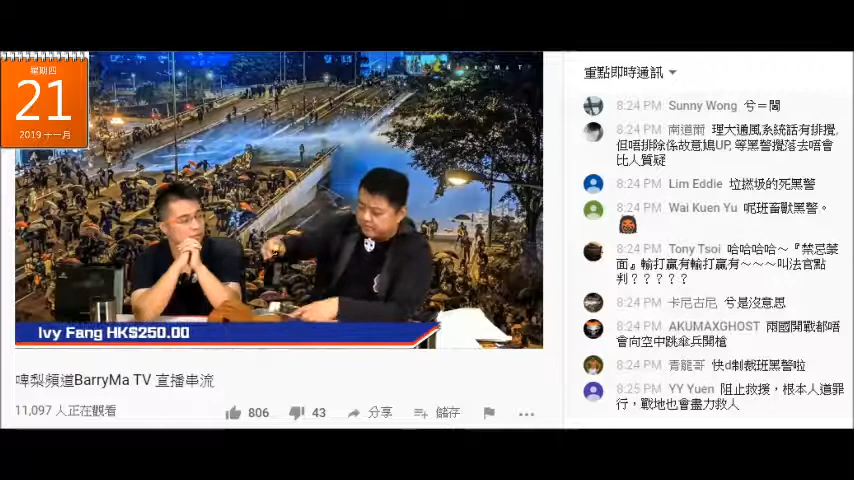 星期四
21
2019 十一月
Ivy Fang HK$250.00
啤梨頻道BarryMa TV 直播串流
11,097 人正在觀看
806
43
分享
儲存
重點即時通訊
8:24 PM Sunny Wong 兮＝閪
8:24 PM 南道爾 理大通風系統話有排攪,
但唔排除係故意鳩UP, 等黑警攪落去唔會
比人質疑
8:24 PM Lim Eddie 垃撚圾的死黑警
8:24 PM Wai Kuen Yu 呢班畜獸黑警。
8:24 PM Tony Tsoi 哈哈哈哈～『禁忌蒙
面』輸打贏有輸打贏有～～～叫法官點
判？？？？？
8:24 PM 卡尼古尼 兮是沒意思
8:24 PM AKUMAXGHOST 兩國開戰都唔
會向空中跳傘兵開槍
8:24 PM 青龍哥 快d制裁班黑警啦
8:25 PM YY Yuen 阻止救援，根本人道罪
行，戰地也會盡力救人